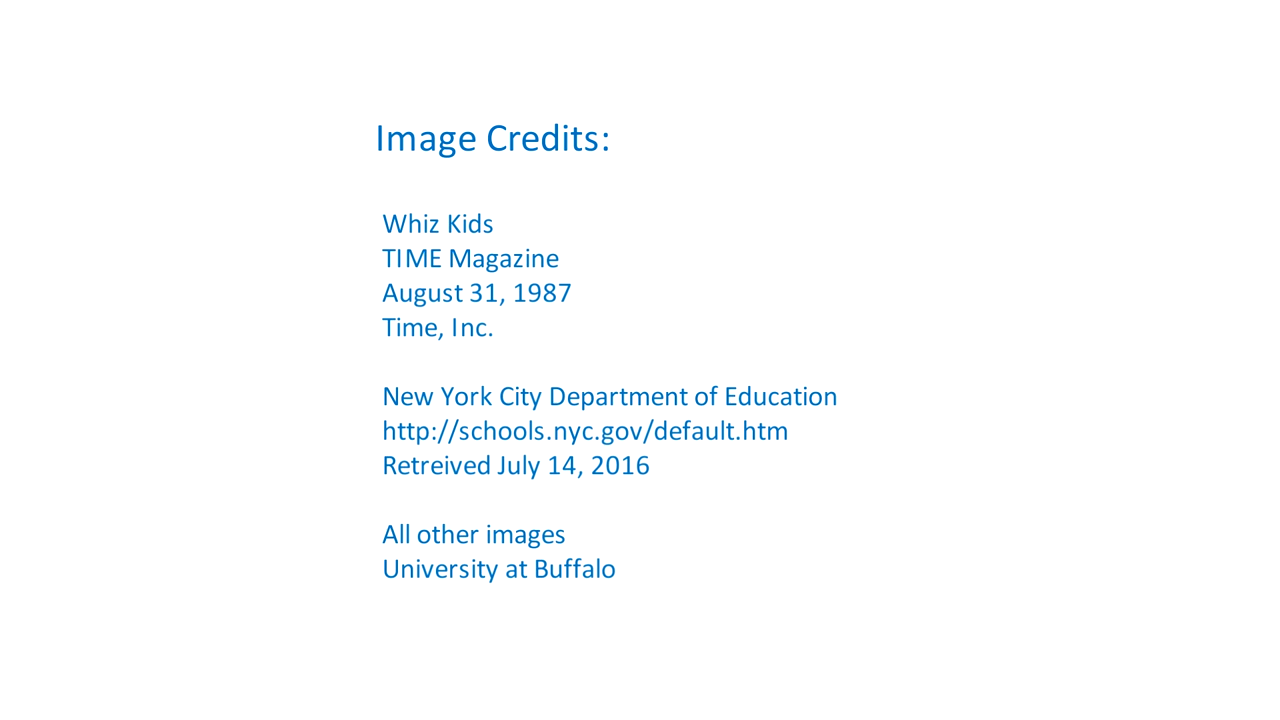 Image Credits:
Whiz Kids
TIME Magazine
August 31, 1987
Time, Inc.
New York City Department of Education
http://schools.nyc.gov/default.htm
Retreived July 14, 2016
All other images
University at Buffalo